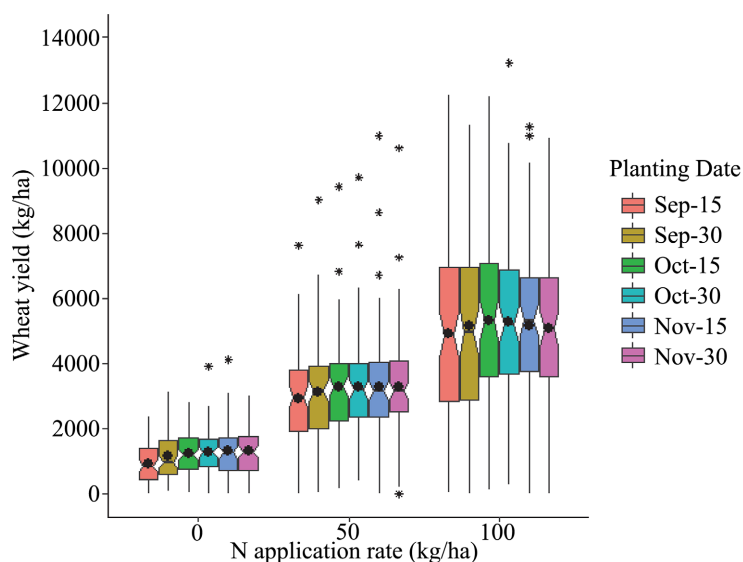 14000
12000
10000
8000
6000
4000
2000
0
Wheat yield (kg/ha)
0 50 100
N application rate (kg/ha)
Planting Date
Sep-15
Sep-30
Oct-15
Oct-30
Nov-15
Nov-30